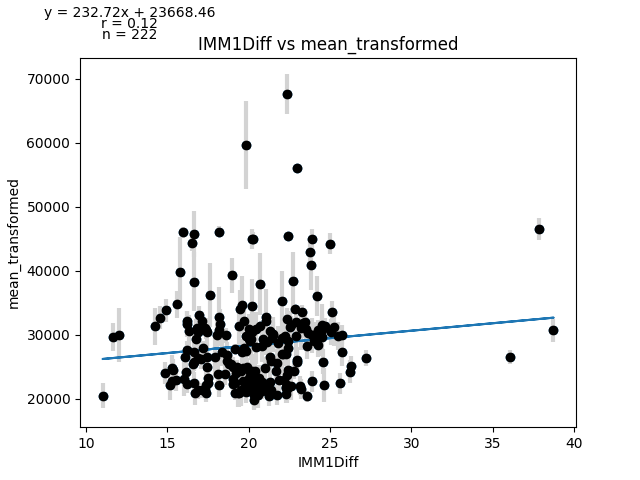 y = 232.72x + 23668.46
r = 0.12
n = 222
IMM1Diff vs mean_transformed
70000
60000
50000
40000
30000
20000
mean_transformed
10 15 20 25 30 35 40
IMM1Diff